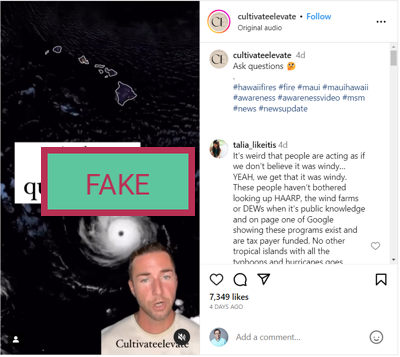 cultivateelevate • Follow
Original audio
cultivateelevate 4d
Ask questions 🤔
.
#hawaiifires #fire #maui #mauihawaii
#awareness #awarenessvideo #msm
#news #newsupdate
talia_likeitis 4d
It's weird that people are acting as if
we don't believe it was windy...
YEAH, we get that it was windy.
These people haven't bothered
looking up HAARP, the wind farms
or DEWs when it's public knowledge
and on page one of Google
showing these programs exist and
are tax payer funded. No other
tropical islands with all the
typhoons and hurricanes goes
FAKE
qu
Cultivateelevate
7,349 likes
4 DAYS AGO
Add a comment...